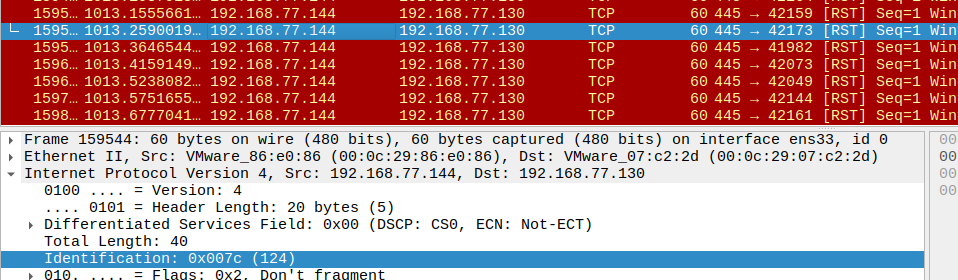 1595… 1013.1555661… 192.168.77.144 192.168.77.130 TCP 60 445 → 42159 [RST] Seq=1 Win
1595… 1013.2590019… 192.168.77.144 192.168.77.130 TCP 60 445 → 42173 [RST] Seq=1 Win
1595… 1013.3646544… 192.168.77.144 192.168.77.130 TCP 60 445 → 41982 [RST] Seq=1 Win
1596… 1013.4159149… 192.168.77.144 192.168.77.130 TCP 60 445 → 42073 [RST] Seq=1 Win
1596… 1013.5238082… 192.168.77.144 192.168.77.130 TCP 60 445 → 42049 [RST] Seq=1 Win
1597… 1013.5751655… 192.168.77.144 192.168.77.130 TCP 60 445 → 42144 [RST] Seq=1 Win
1598… 1013.6777041… 192.168.77.144 192.168.77.130 TCP 60 445 → 42161 [RST] Seq=1 Win
Frame 159544: 60 bytes on wire (480 bits), 60 bytes captured (480 bits) on interface ens33, id 0
Ethernet II, Src: VMware_86:e0:86 (00:0c:29:86:e0:86), Dst: VMware_07:c2:2d (00:0c:29:07:c2:2d)
Internet Protocol Version 4, Src: 192.168.77.144, Dst: 192.168.77.130
0100 .... = Version: 4
.... 0101 = Header Length: 20 bytes (5)
Differentiated Services Field: 0x00 (DSCP: CS0, ECN: Not-ECT)
Total Length: 40
Identification: 0x007c (124)
010. .... = Flags: 0x2, Don't fragment
00
00
00
00